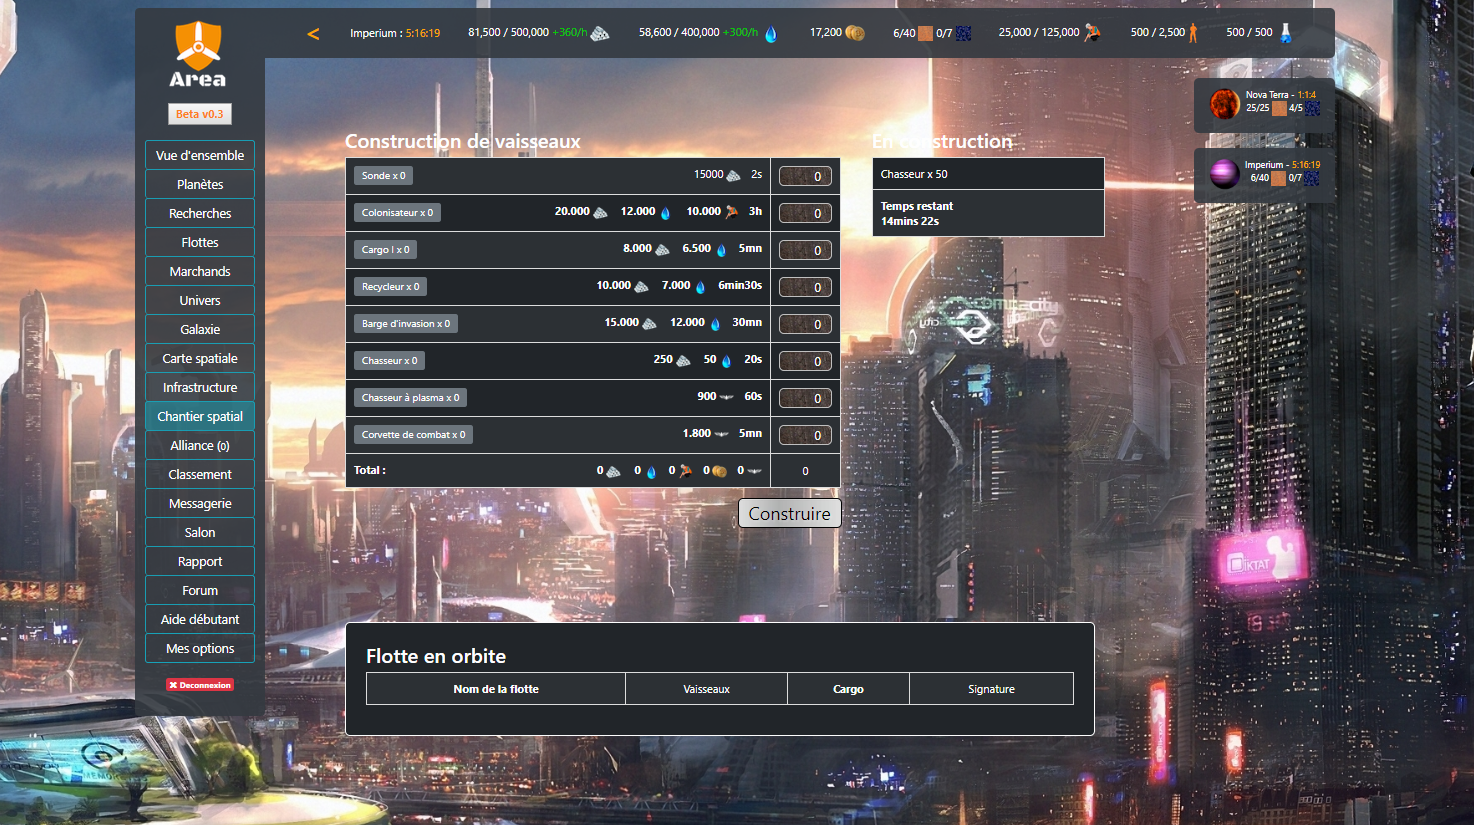 Area
Beta v0.3
Vue d'ensemble
Planètes
Recherches
Flottes
Marchands
Univers
Galaxie
Carte spatiale
Infrastructure
Chantier spatial
Alliance (0)
Classement
Messagerie
Salon
Rapport
Forum
Aide débutant
Mes options
✖ Deconnexion
< Imperium : 5:16:19 81,500 / 500,000 +360/h 58,600 / 400,000 +300/h 17,200 6/40 0/7 25,000 / 125,000 500 / 2,500 500 / 500
Nova Terra - 1:1:4
25/25 4/5
Imperium - 5:16:19
6/40 0/7
Construction de vaisseaux
Sonde x 0 15000 2s 0
Colonisateur x 0 20.000 12.000 10.000 3h 0
Cargo I x 0 8.000 6.500 5mn 0
Recycleur x 0 10.000 7.000 6min30s 0
Barge d'invasion x 0 15.000 12.000 30mn 0
Chasseur x 0 250 50 20s 0
Chasseur à plasma x 0 900 60s 0
Corvette de combat x 0 1.800 5mn 0
Total : 0 0 0 0 0 0
Construire
En construction
Chasseur x 50
Temps restant
14mins 22s
DIKTAT
Flotte en orbite
Nom de la flotte Vaisseaux Cargo Signature